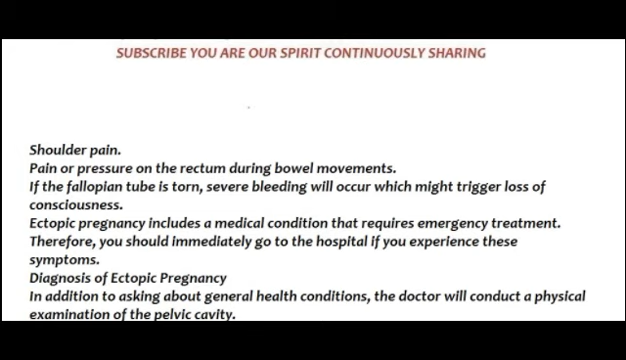 SUBSCRIBE YOU ARE OUR SPIRIT CONTINUOUSLY SHARING
Shoulder pain.
Pain or pressure on the rectum during bowel movements.
If the fallopian tube is torn, severe bleeding will occur which might trigger loss of
consciousness.
Ectopic pregnancy includes a medical condition that requires emergency treatment.
Therefore, you should immediately go to the hospital if you experience these
symptoms.
Diagnosis of Ectopic Pregnancy
In addition to asking about general health conditions, the doctor will conduct a physical
examination of the pelvic cavity.